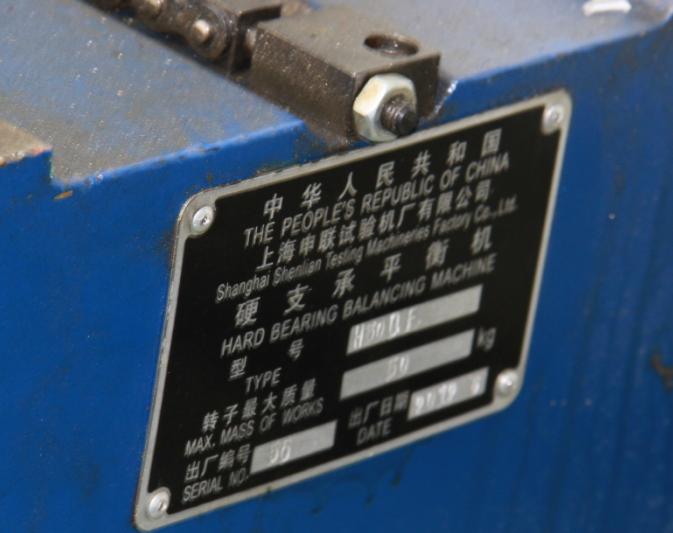 中华人民共和国
THE PEOPLE'S REPUBLIC OF CHINA
上海申联试验机厂有限公司
Shanghai Shenlian Testing Machineries Factory Co., Ltd.
硬支承平衡机
HARD BEARING BALANCING MACHINE
型号
TYPE
转子最大质量 50 kg
MAX. MASS OF WORKS
出厂编号 出厂日期
SERIAL NO. DATE